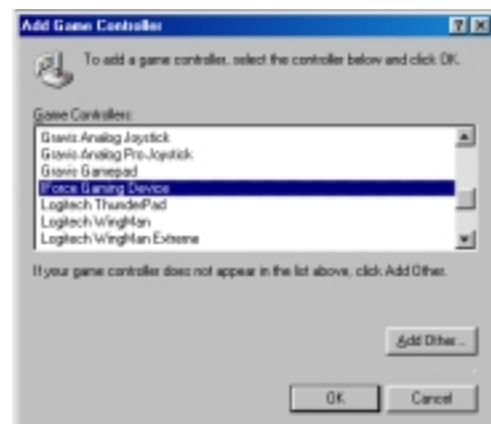 Add Game Controller
To add a game controller, select the controller below and click OK.
Game Controllers:
Gravis Analog Joystick
Gravis Analog Pro Joystick
Gravis Gamepad
IForce Gaming Device
Logitech ThunderPad
Logitech WingMan
Logitech WingMan Extreme
If your game controller does not appear in the list above, click Add Other.
Add Other...
OK Cancel